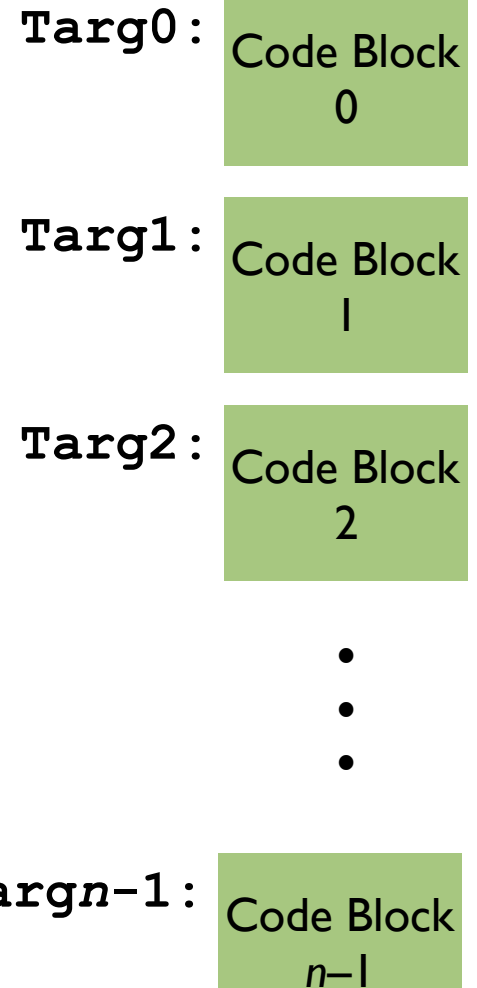 Targ0:
Code Block
0
Targ1:
Code Block
1
Targ2:
Code Block
2
•
•
•
argn-1:
Code Block
n–1